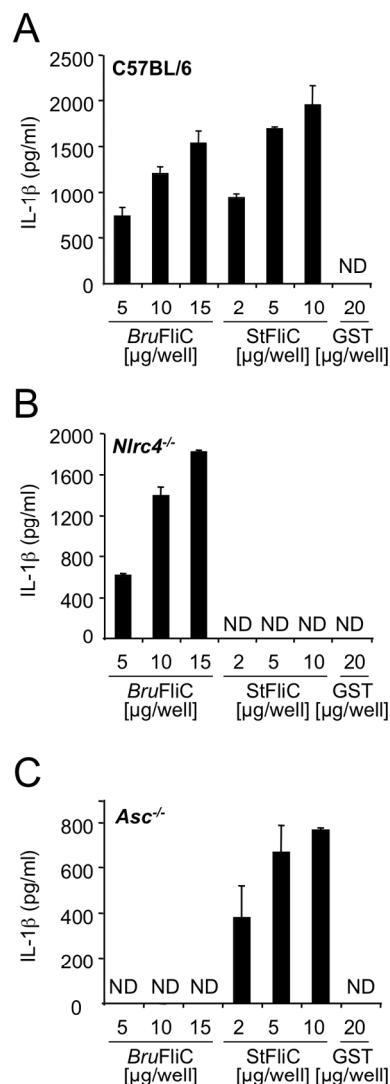 A
C57BL/6
IL-1β (pg/ml)
2500
2000
1500
1000
500
0
ND
5 10 15 2 5 10 20
BruFliC StFliC GST
[µg/well] [µg/well] [µg/well]
B
Nlrc4-/-
IL-1β (pg/ml)
2000
1600
1200
800
400
0
ND ND ND ND
5 10 15 2 5 10 20
BruFliC StFliC GST
[µg/well] [µg/well] [µg/well]
C
Asc-/-
IL-1β (pg/ml)
800
600
400
200
0
ND ND ND ND
5 10 15 2 5 10 20
BruFliC StFliC GST
[µg/well] [µg/well] [µg/well]